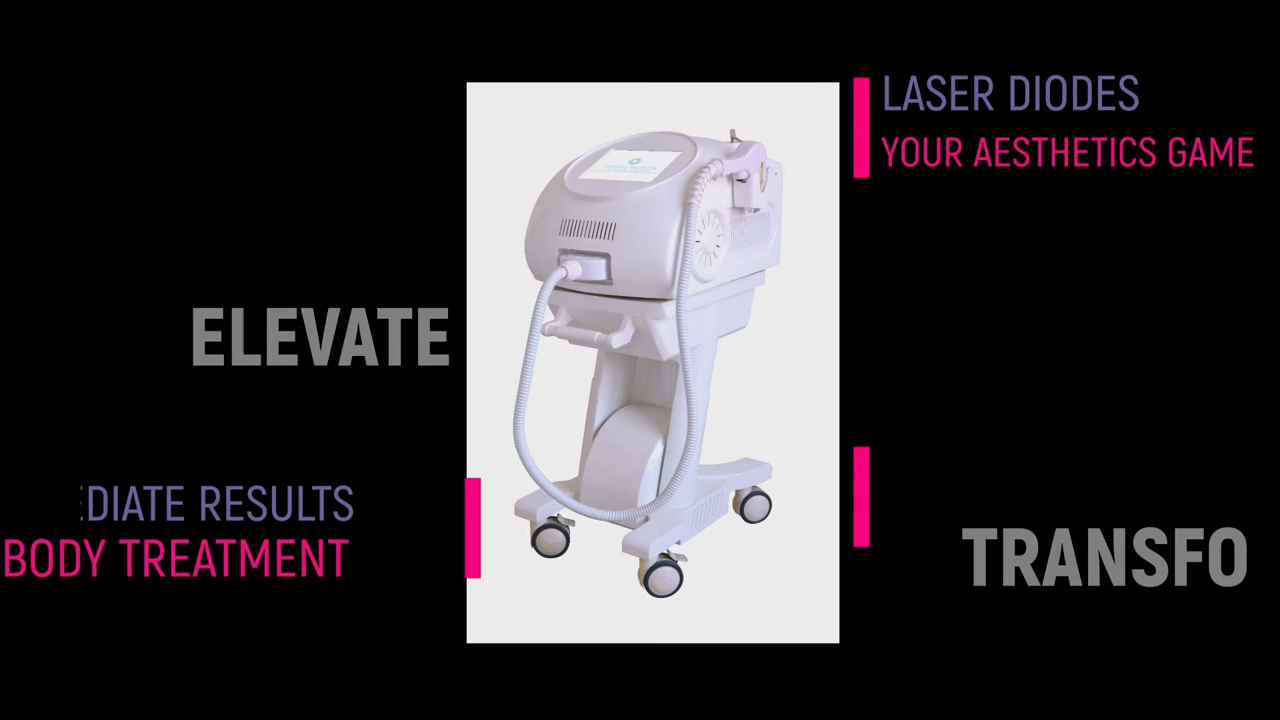 LASER DIODES
YOUR AESTHETICS GAME
ELEVATE
DIATE RESULTS
BODY TREATMENT
TRANSFO